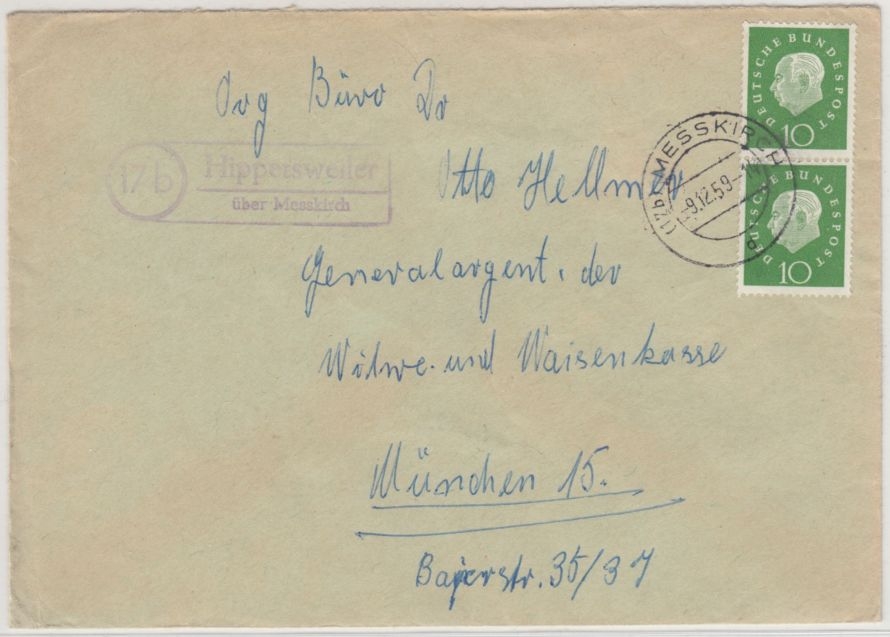 DEUTSCHE BUNDESPOST
10
DEUTSCHE BUNDESPOST
10
(17b) MESSKIRCH
-9.12.59
17b
Hippetsweiler
über Messkirch
Org Büro Dr
Otto Hellmer
Generalargent. der
Witwe. und Waisenkasse
München 15.
Bayerstr. 35/37